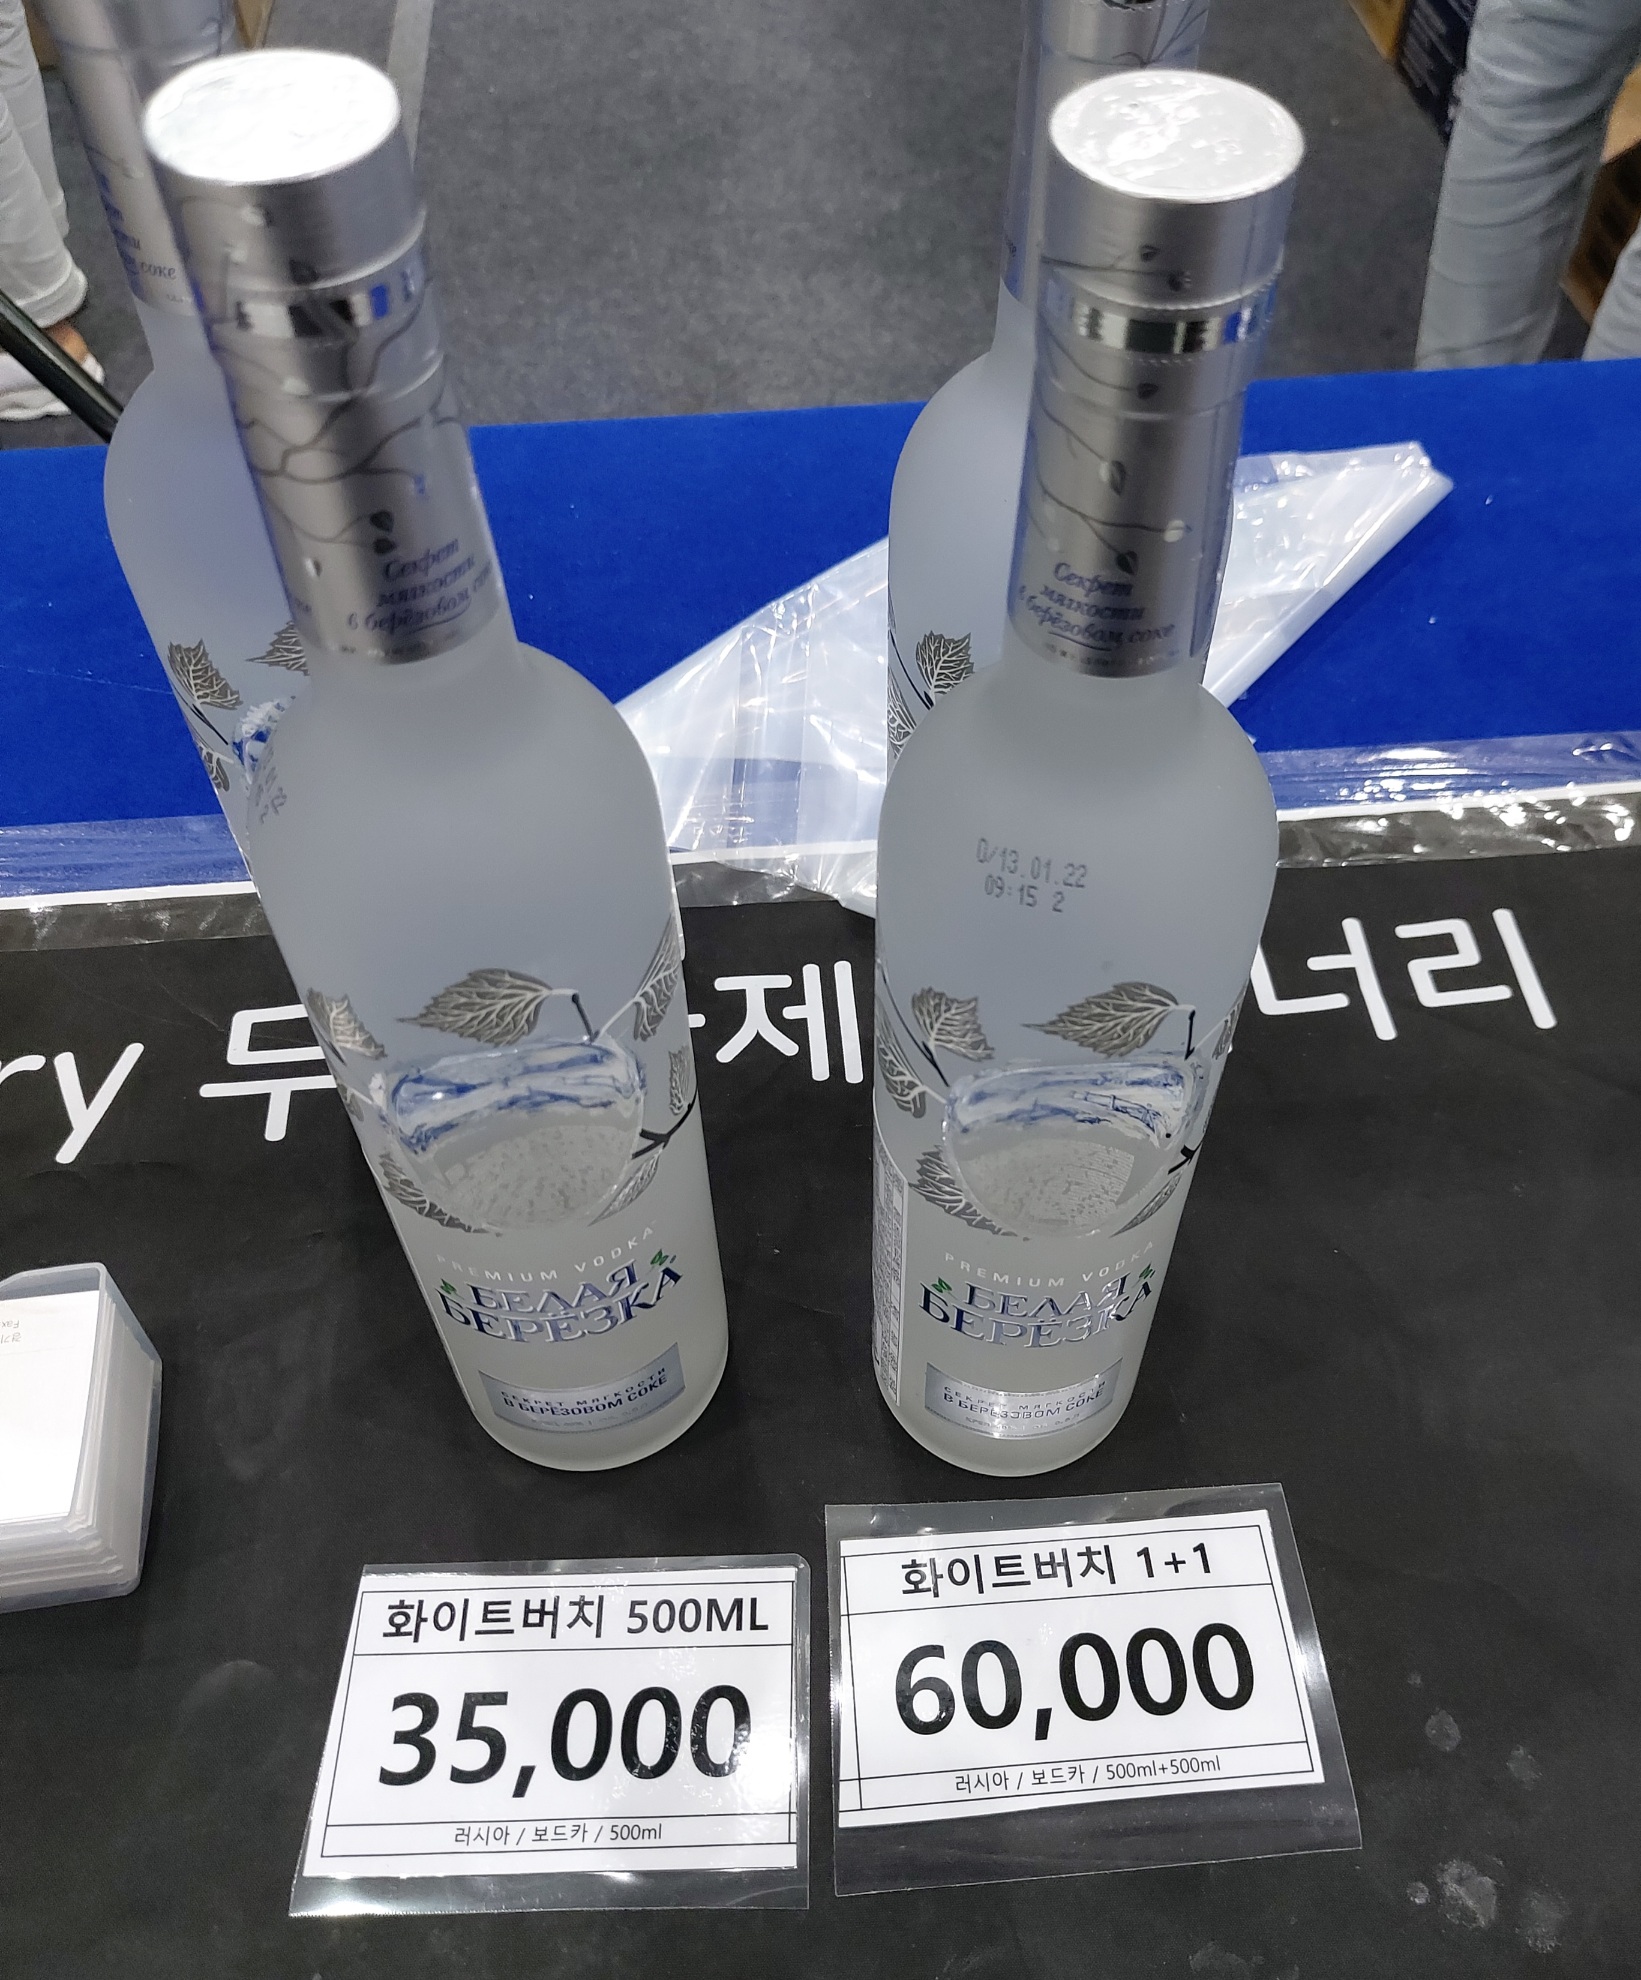 соке
Секрет
мягкости
в берёзовом
Секрет
мягкости
в берёзовом соке
D/13.01.22
09:15 2
ry 두 제 너리
PREMIUM VODKA
БЕЛАЯ
БЕРЁЗКА
СЕКРЕТ МЯГКОСТИ
В БЕРЁЗОВОМ СОКЕ
PREMIUM VODKA
БЕЛАЯ
БЕРЁЗКА
СЕКРЕТ МЯГКОСТИ
В БЕРЁЗОВОМ СОКЕ
경기
Fax
화이트버치 500ML
35,000
러시아 / 보드카 / 500ml
화이트버치 1+1
60,000
러시아 / 보드카 / 500ml+500ml